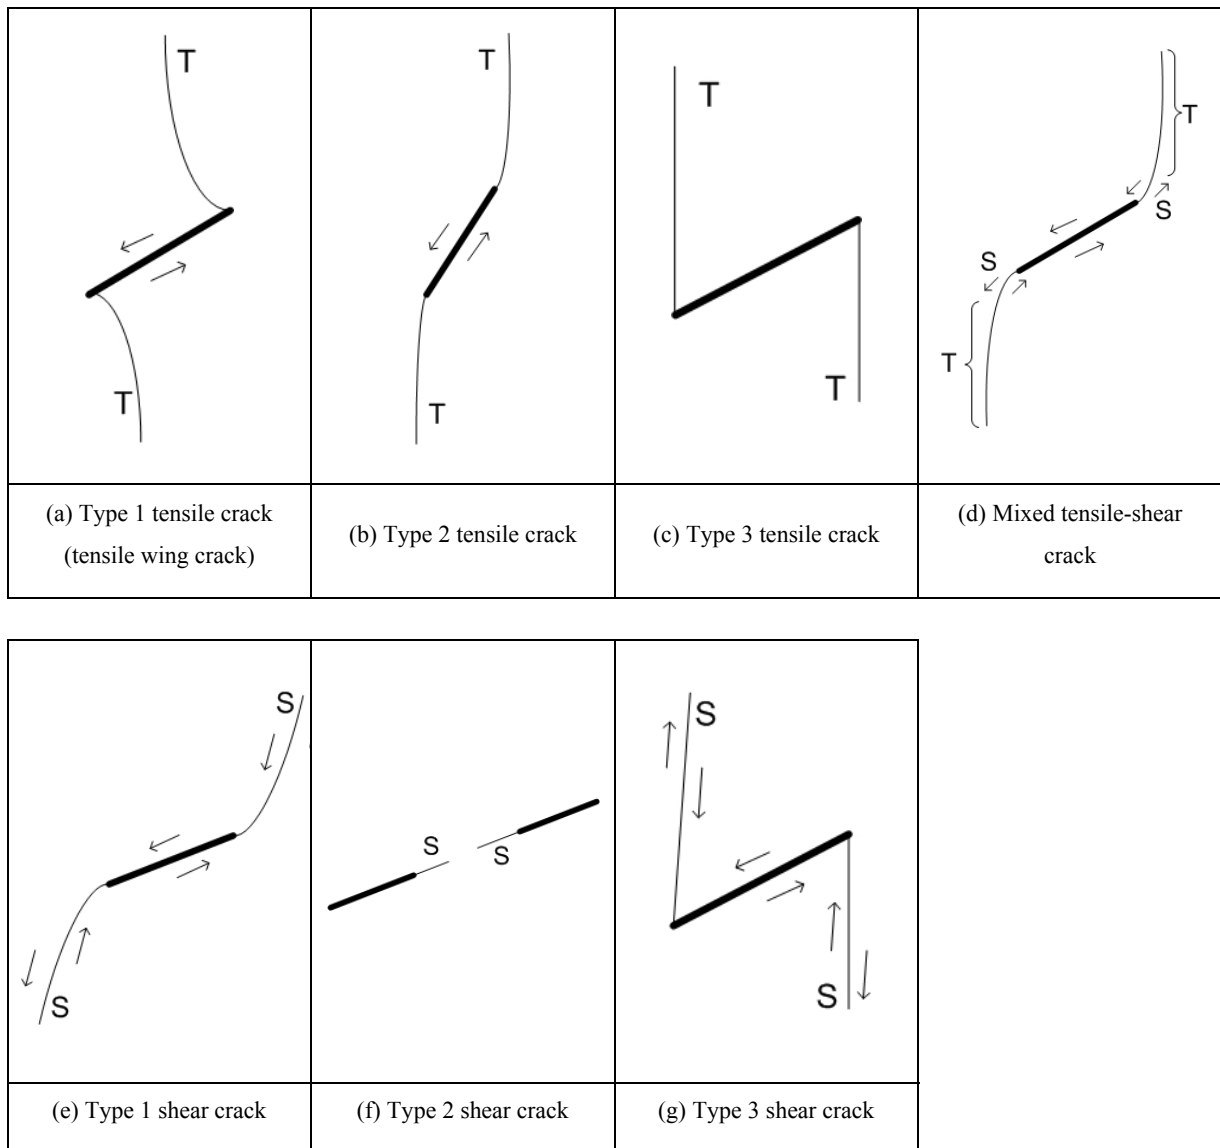 T
T
T
T
T
T
S
S
T
T
(a) Type 1 tensile crack
(tensile wing crack)
(b) Type 2 tensile crack
(c) Type 3 tensile crack
(d) Mixed tensile-shear
crack
S
S
S
S
S
S
(e) Type 1 shear crack
(f) Type 2 shear crack
(g) Type 3 shear crack